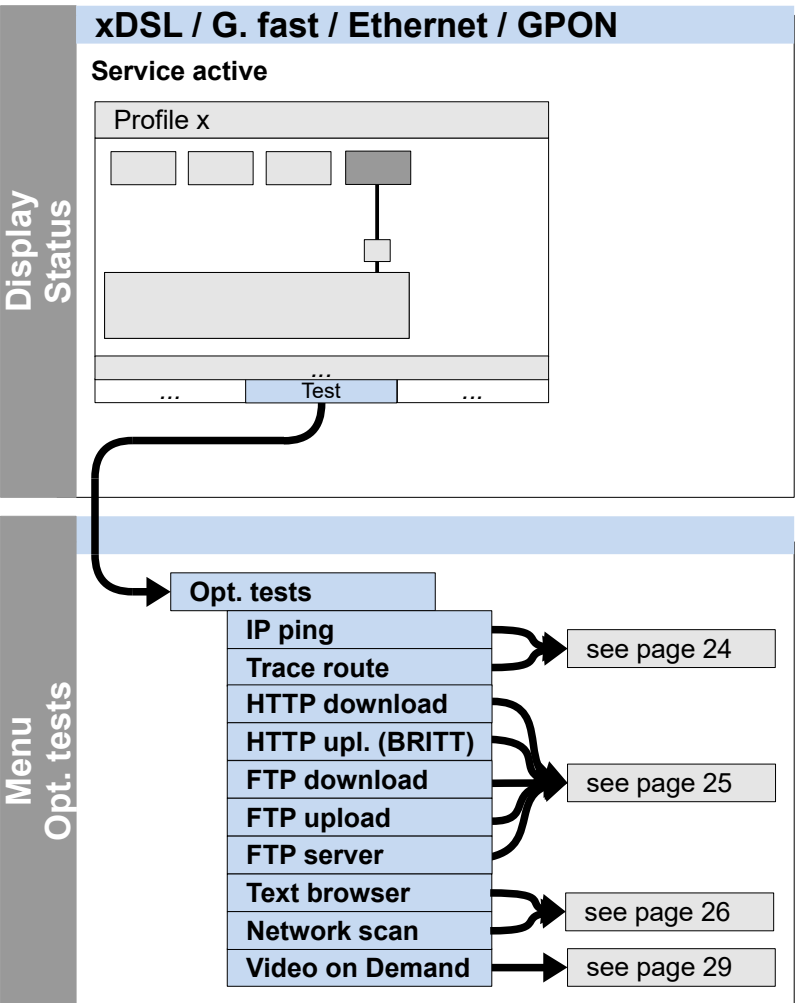 xDSL / G. fast / Ethernet / GPON
Display
Status
Service active
Profile x
...
...
Test
...
Menu
Opt. tests
Opt. tests
IP ping
Trace route
see page 24
HTTP download
HTTP upl. (BRITT)
FTP download
FTP upload
FTP server
see page 25
Text browser
Network scan
see page 26
Video on Demand
see page 29